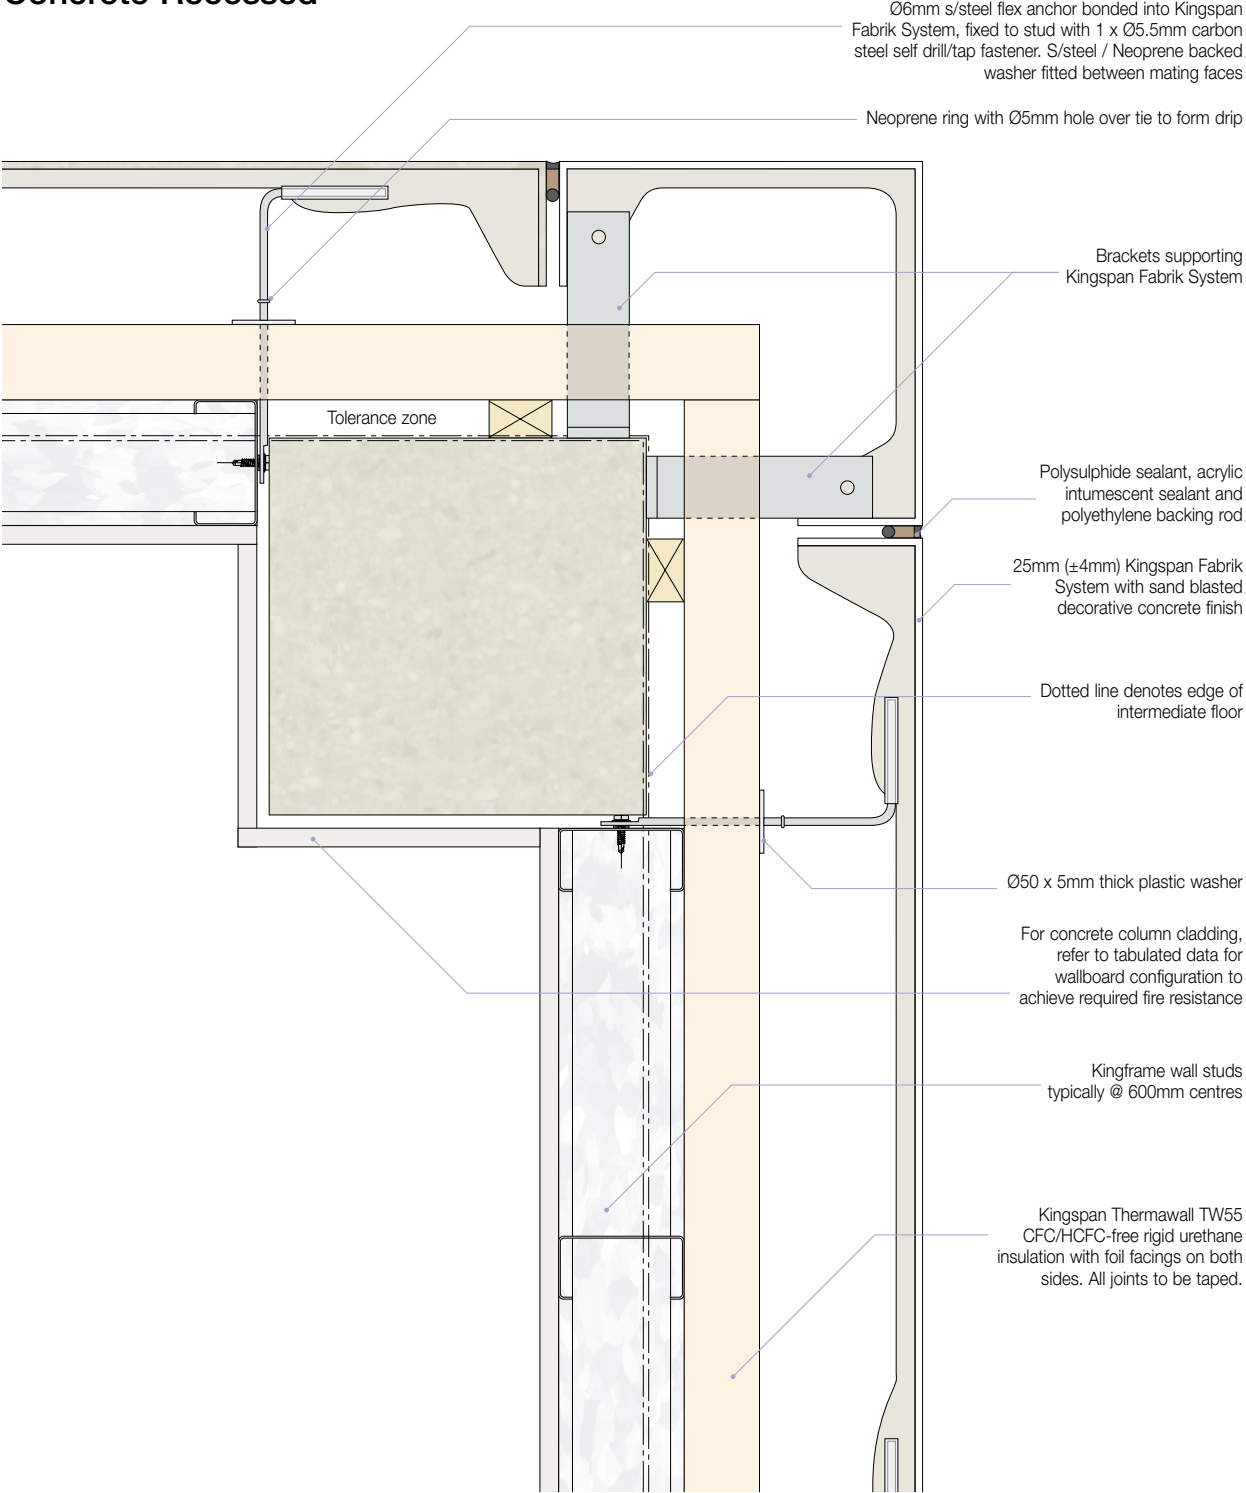 Concrete Recessed
Ø6mm s/steel flex anchor bonded into Kingspan
Fabrik System, fixed to stud with 1 x Ø5.5mm carbon
steel self drill/tap fastener. S/steel / Neoprene backed
washer fitted between mating faces
Neoprene ring with Ø5mm hole over tie to form drip
Brackets supporting
Kingspan Fabrik System
Tolerance zone
Polysulphide sealant, acrylic
intumescent sealant and
polyethylene backing rod
25mm (±4mm) Kingspan Fabrik
System with sand blasted
decorative concrete finish
Dotted line denotes edge of
intermediate floor
Ø50 x 5mm thick plastic washer
For concrete column cladding,
refer to tabulated data for
wallboard configuration to
achieve required fire resistance
Kingframe wall studs
typically @ 600mm centres
Kingspan Thermawall TW55
CFC/HCFC-free rigid urethane
insulation with foil facings on both
sides. All joints to be taped.